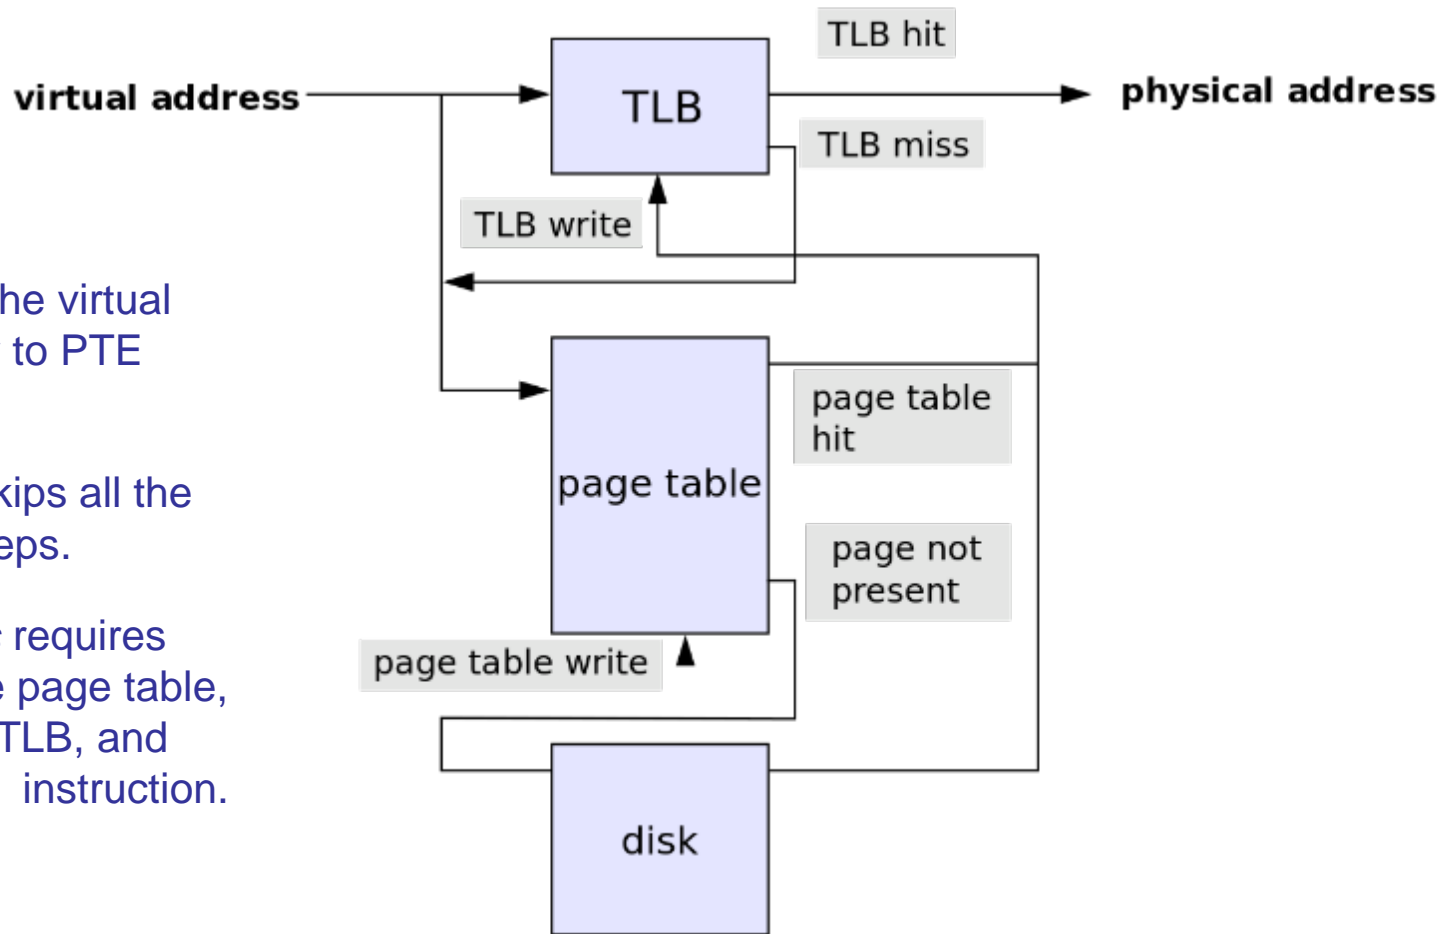 TLB hit
virtual address
TLB
physical address
TLB miss
TLB write
he virtual
to PTE
page table
hit
kips all the
eps.
page table
page not
present
requires
page table write
page table,
TLB, and
instruction.
disk